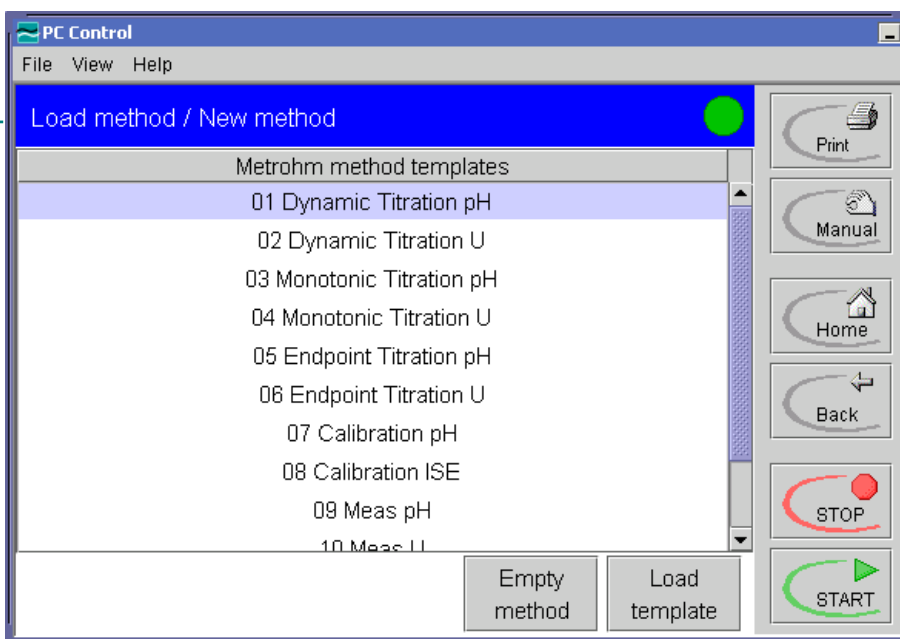 PC Control
File View Help
Load method / New method
Metrohm method templates
01 Dynamic Titration pH
02 Dynamic Titration U
03 Monotonic Titration pH
04 Monotonic Titration U
05 Endpoint Titration pH
06 Endpoint Titration U
07 Calibration pH
08 Calibration ISE
09 Meas pH
10 Meas U
Empty
method
Load
template
Print
Manual
Home
Back
STOP
START